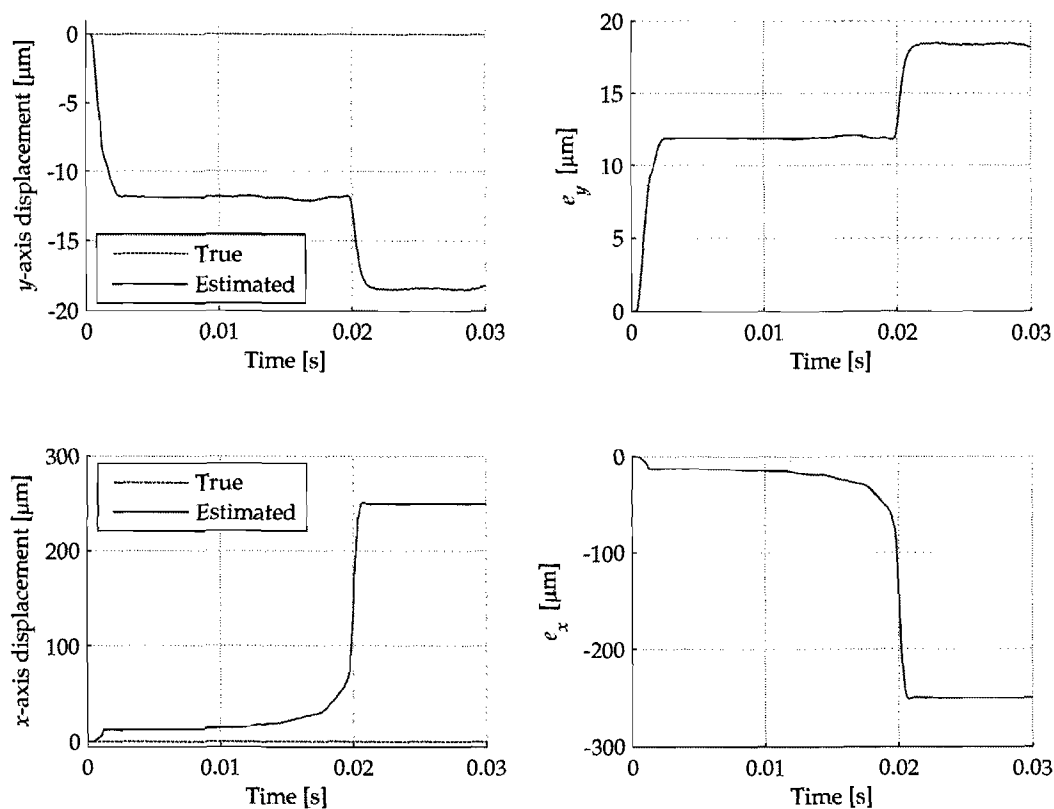 y-axis displacement [μm]
0
-5
-10
-15
-20
True
Estimated
0
0.01
0.02
0.03
Time [s]
e_y [μm]
20
15
10
5
0
0
0.01
0.02
0.03
Time [s]
x-axis displacement [μm]
300
200
100
0
True
Estimated
0
0.01
0.02
0.03
Time [s]
e_x [μm]
0
-100
-200
-300
0
0.01
0.02
0.03
Time [s]